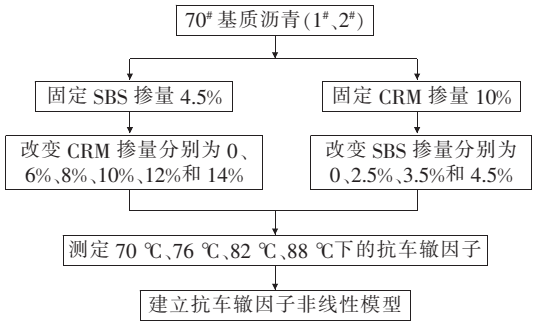 70#基质沥青(1#、2#)
固定 SBS 掺量 4.5%
固定 CRM 掺量 10%
改变 CRM 掺量分别为 0、
6%、8%、10%、12%和 14%
改变 SBS 掺量分别为
0、2.5%、3.5%和 4.5%
测定 70 ℃、76 ℃、82 ℃、88 ℃下的抗车辙因子
建立抗车辙因子非线性模型